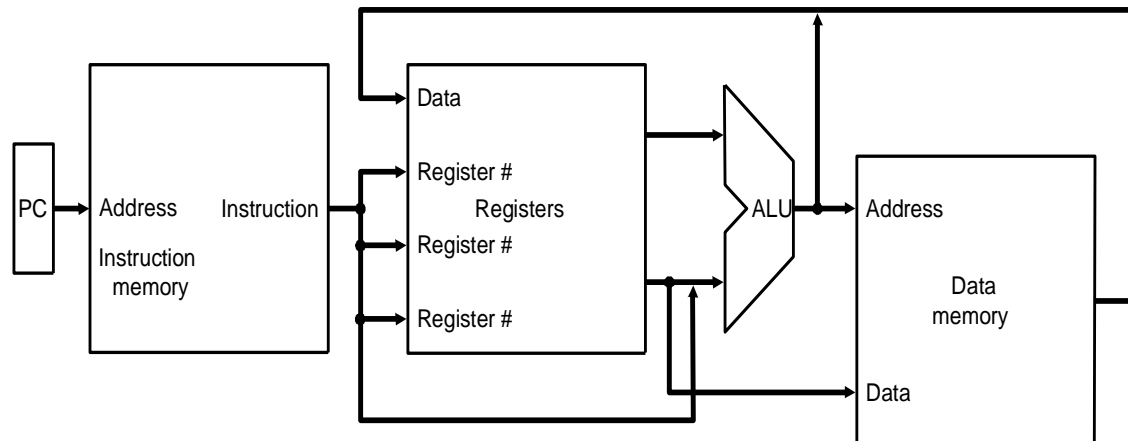 Data
Register #
PC
Address
Instruction
Registers
ALU
Address
Register #
Instruction
memory
Data
memory
Register #
Data